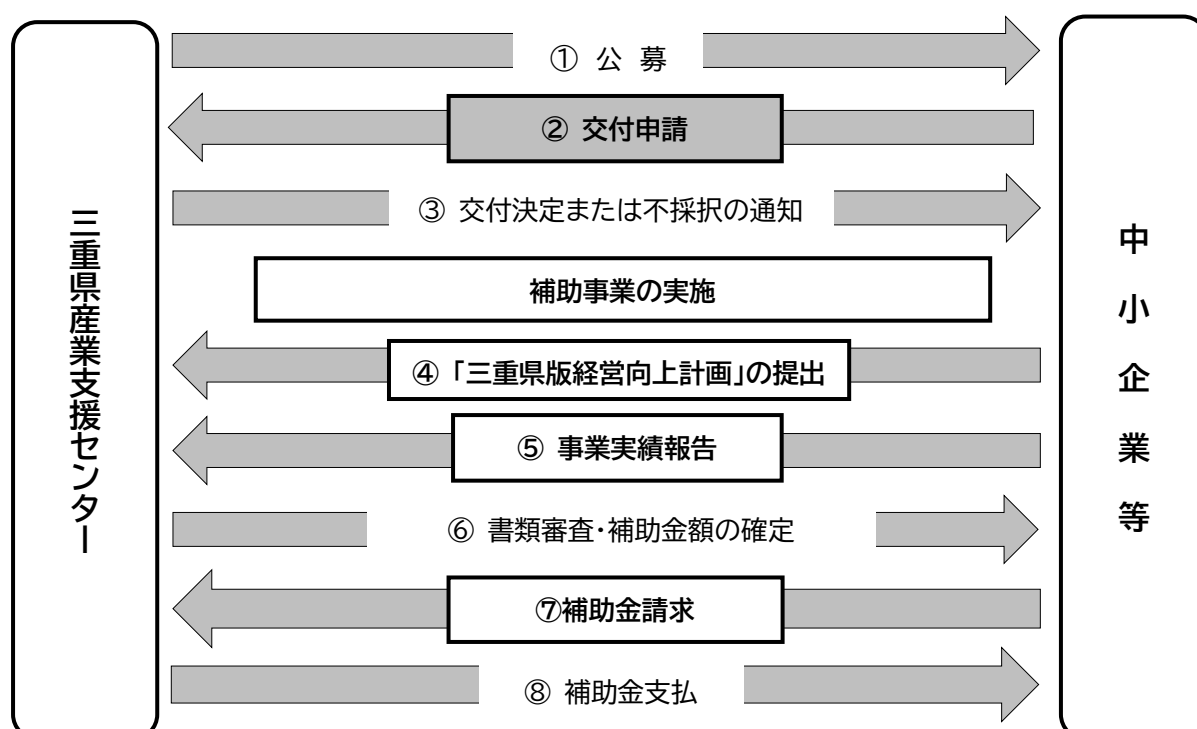 三重県産業支援センター
① 公 募
② 交付申請
③ 交付決定または不採択の通知
補助事業の実施
④ 「三重県版経営向上計画」の提出
⑤ 事業実績報告
⑥ 書類審査・補助金額の確定
⑦補助金請求
⑧ 補助金支払
中小企業等